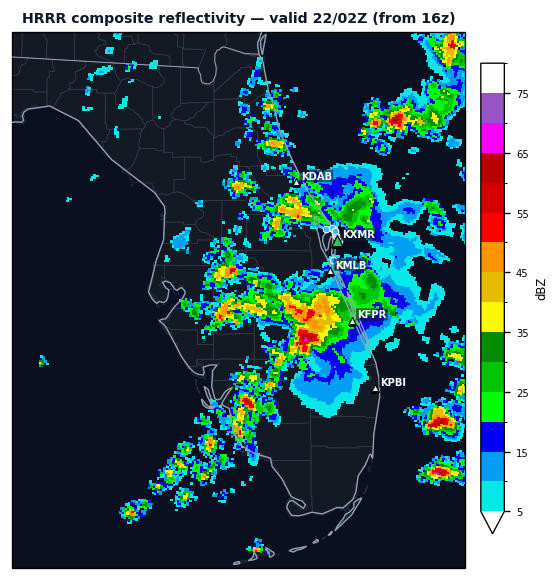 HRRR composite reflectivity — valid 22/02Z (from 16z)
KDAB
KXMR
KMLB
KFPR
KPBI
75
65
55
45
35
25
15
5
dBZ